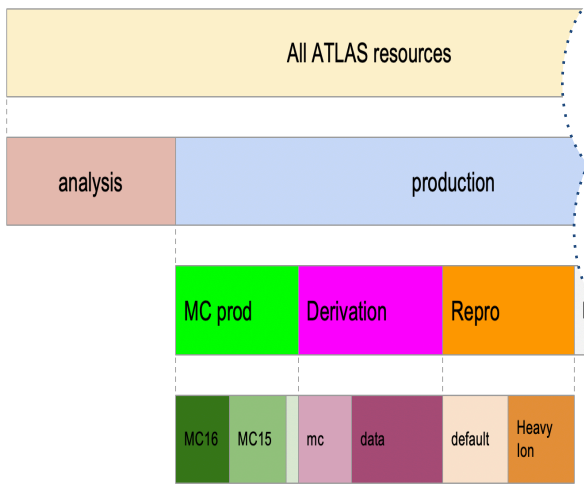 All ATLAS resources
analysis
production
MC prod
Derivation
Repro
MC16
MC15
mc
data
default
Heavy
Ion